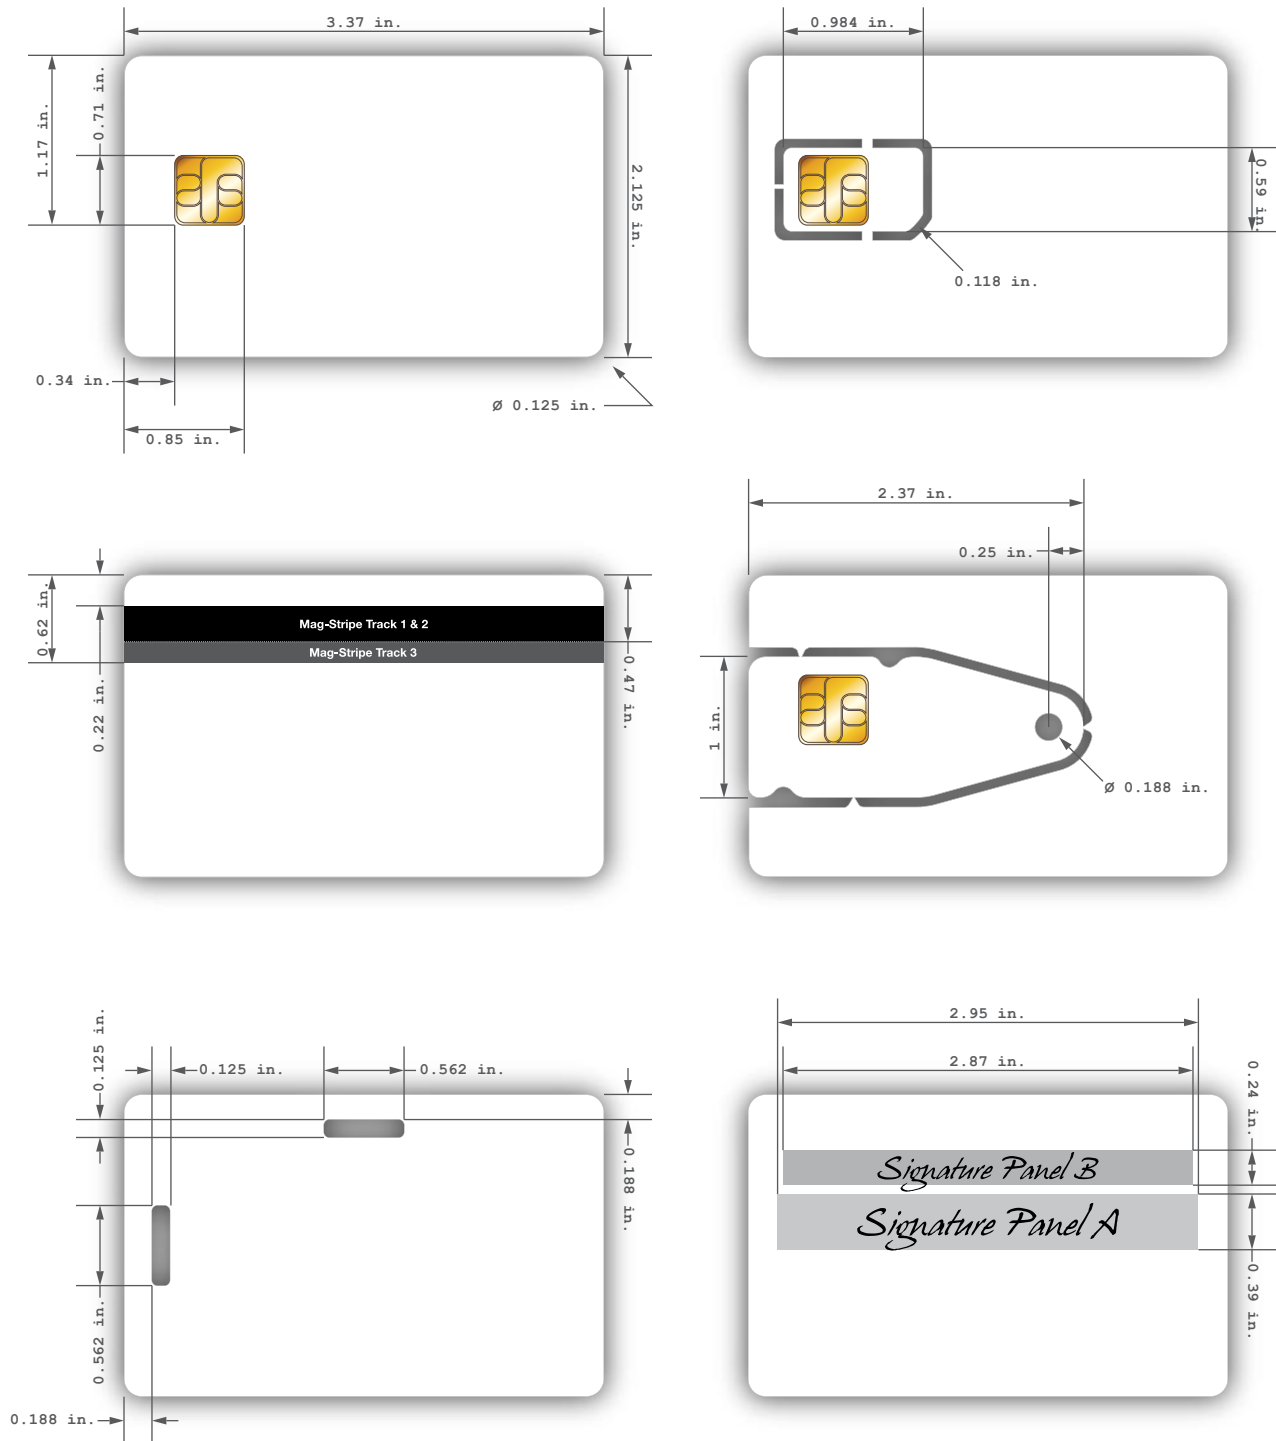 3.37 in.
1.17 in.
0.71 in.
2.125 in.
0.34 in.
0.85 in.
Ø 0.125 in.
0.984 in.
0.59 in.
0.118 in.
0.62 in.
0.22 in.
Mag-Stripe Track 1 & 2
Mag-Stripe Track 3
0.47 in.
2.37 in.
0.25 in.
1 in.
Ø 0.188 in.
0.125 in.
0.125 in.
0.562 in.
0.188 in.
0.562 in.
0.188 in.
2.95 in.
2.87 in.
0.24 in.
Signature Panel B
Signature Panel A
0.39 in.